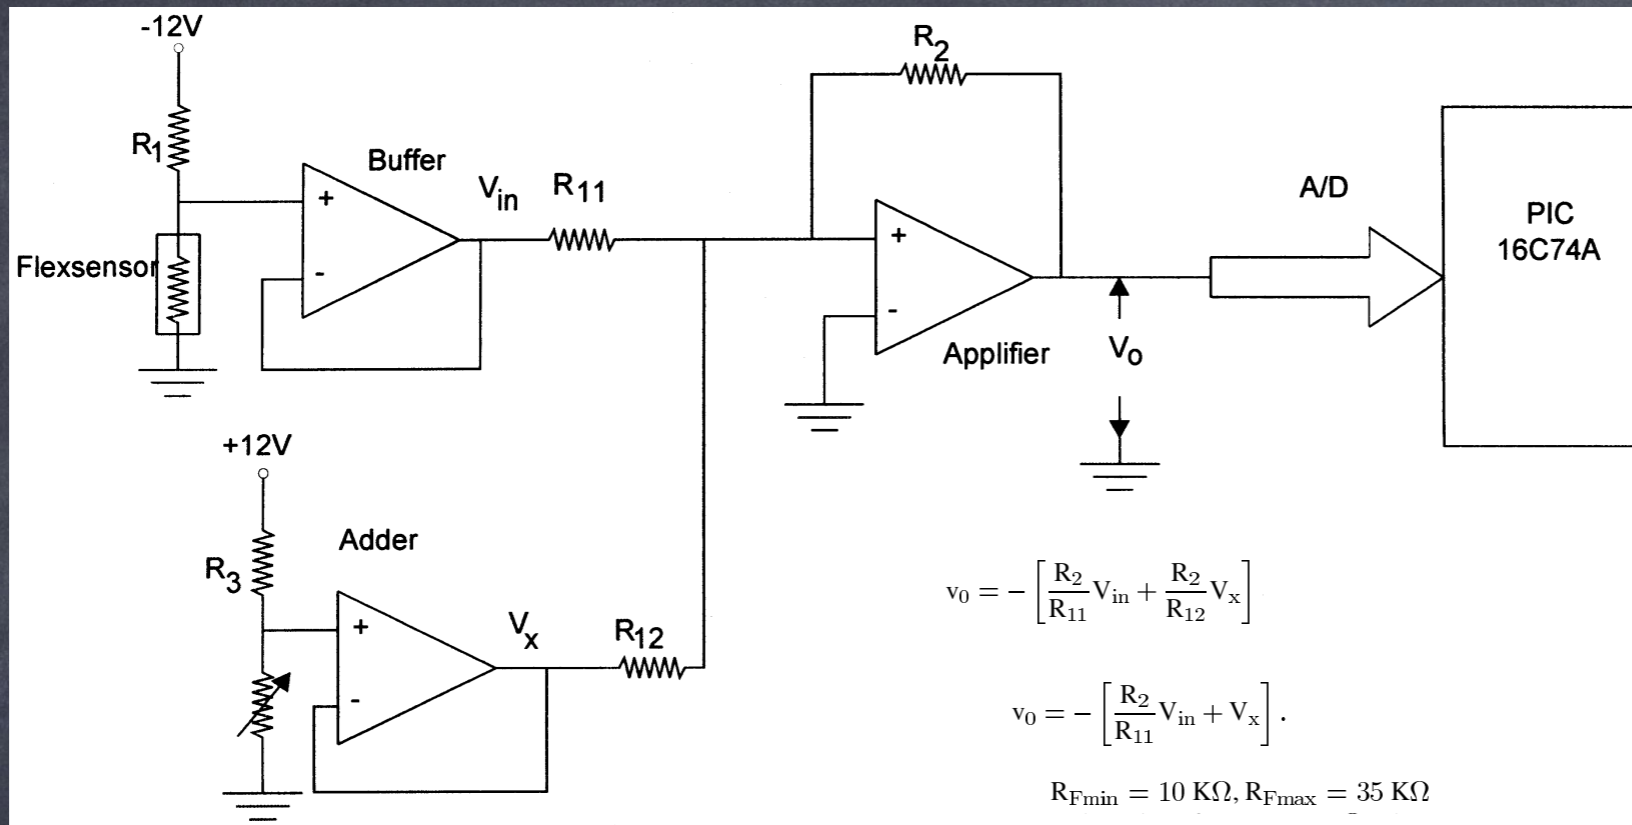 -12V
R1
Buffer
+
-
Vin
R11
Flexsensor
R2
+
-
Applifier
Vo
A/D
PIC
16C74A
+12V
R3
Adder
+
-
Vx
R12
v0 = − [ R2/R11 Vin + R2/R12 Vx ]
v0 = − [ R2/R11 Vin + Vx ] .
RFmin = 10 KΩ, RFmax = 35 KΩ